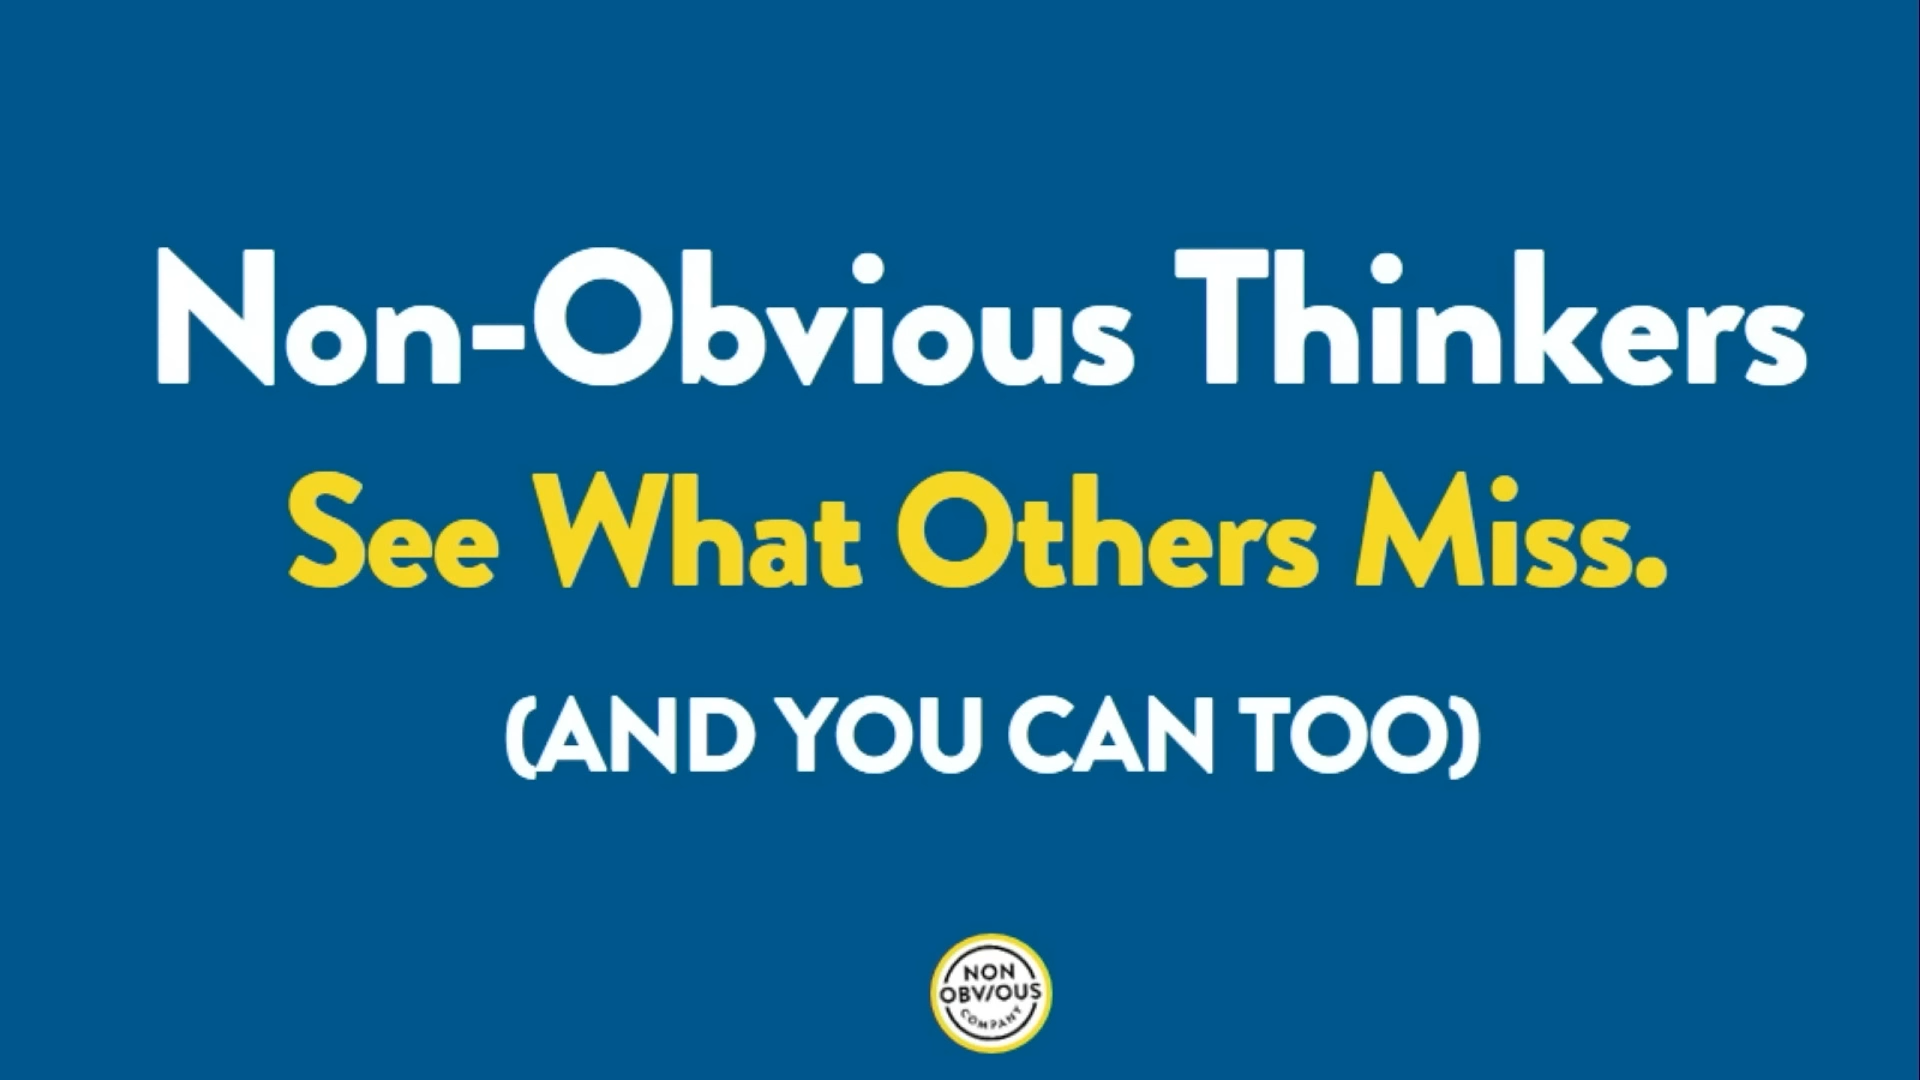 Non-Obvious Thinkers
See What Others Miss.
(AND YOU CAN TOO)
NON
OBV/OUS
COMPANY